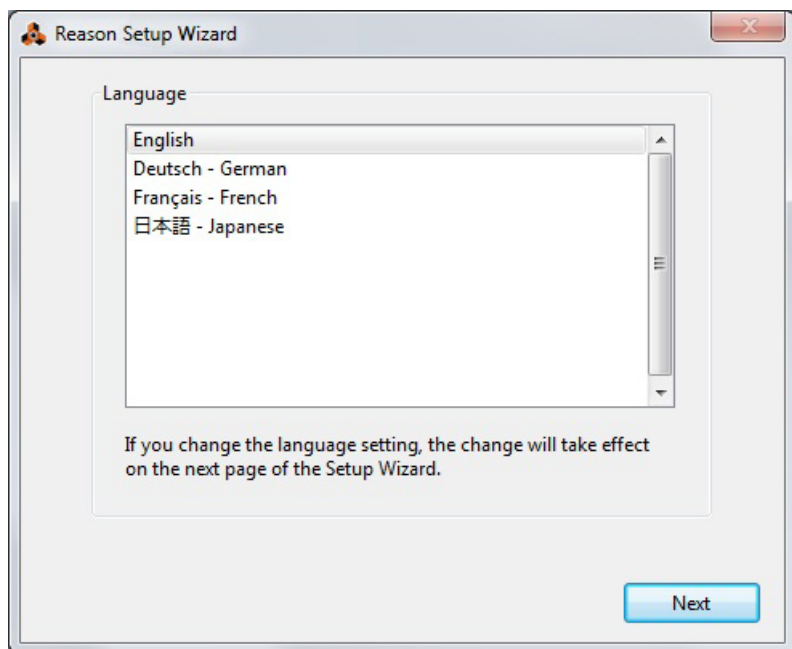 Reason Setup Wizard
Language
English
Deutsch - German
Français - French
日本語 - Japanese
If you change the language setting, the change will take effect
on the next page of the Setup Wizard.
Next